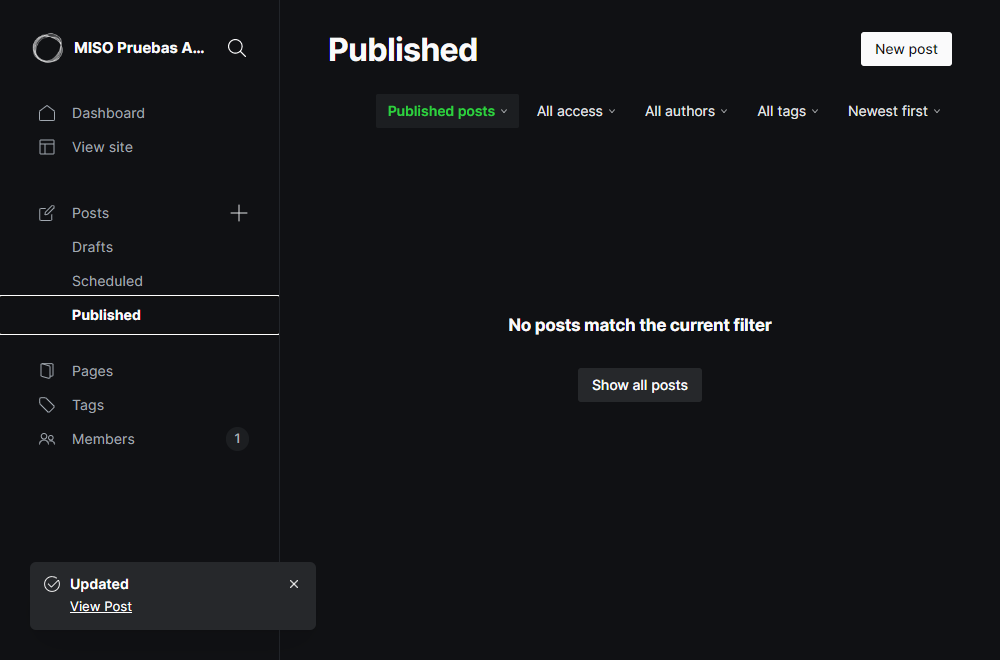 MISO Pruebas A...
Dashboard
View site
Posts
Drafts
Scheduled
Published
Pages
Tags
Members
1
Published
New post
Published posts
All access
All authors
All tags
Newest first
No posts match the current filter
Show all posts
Updated
View Post